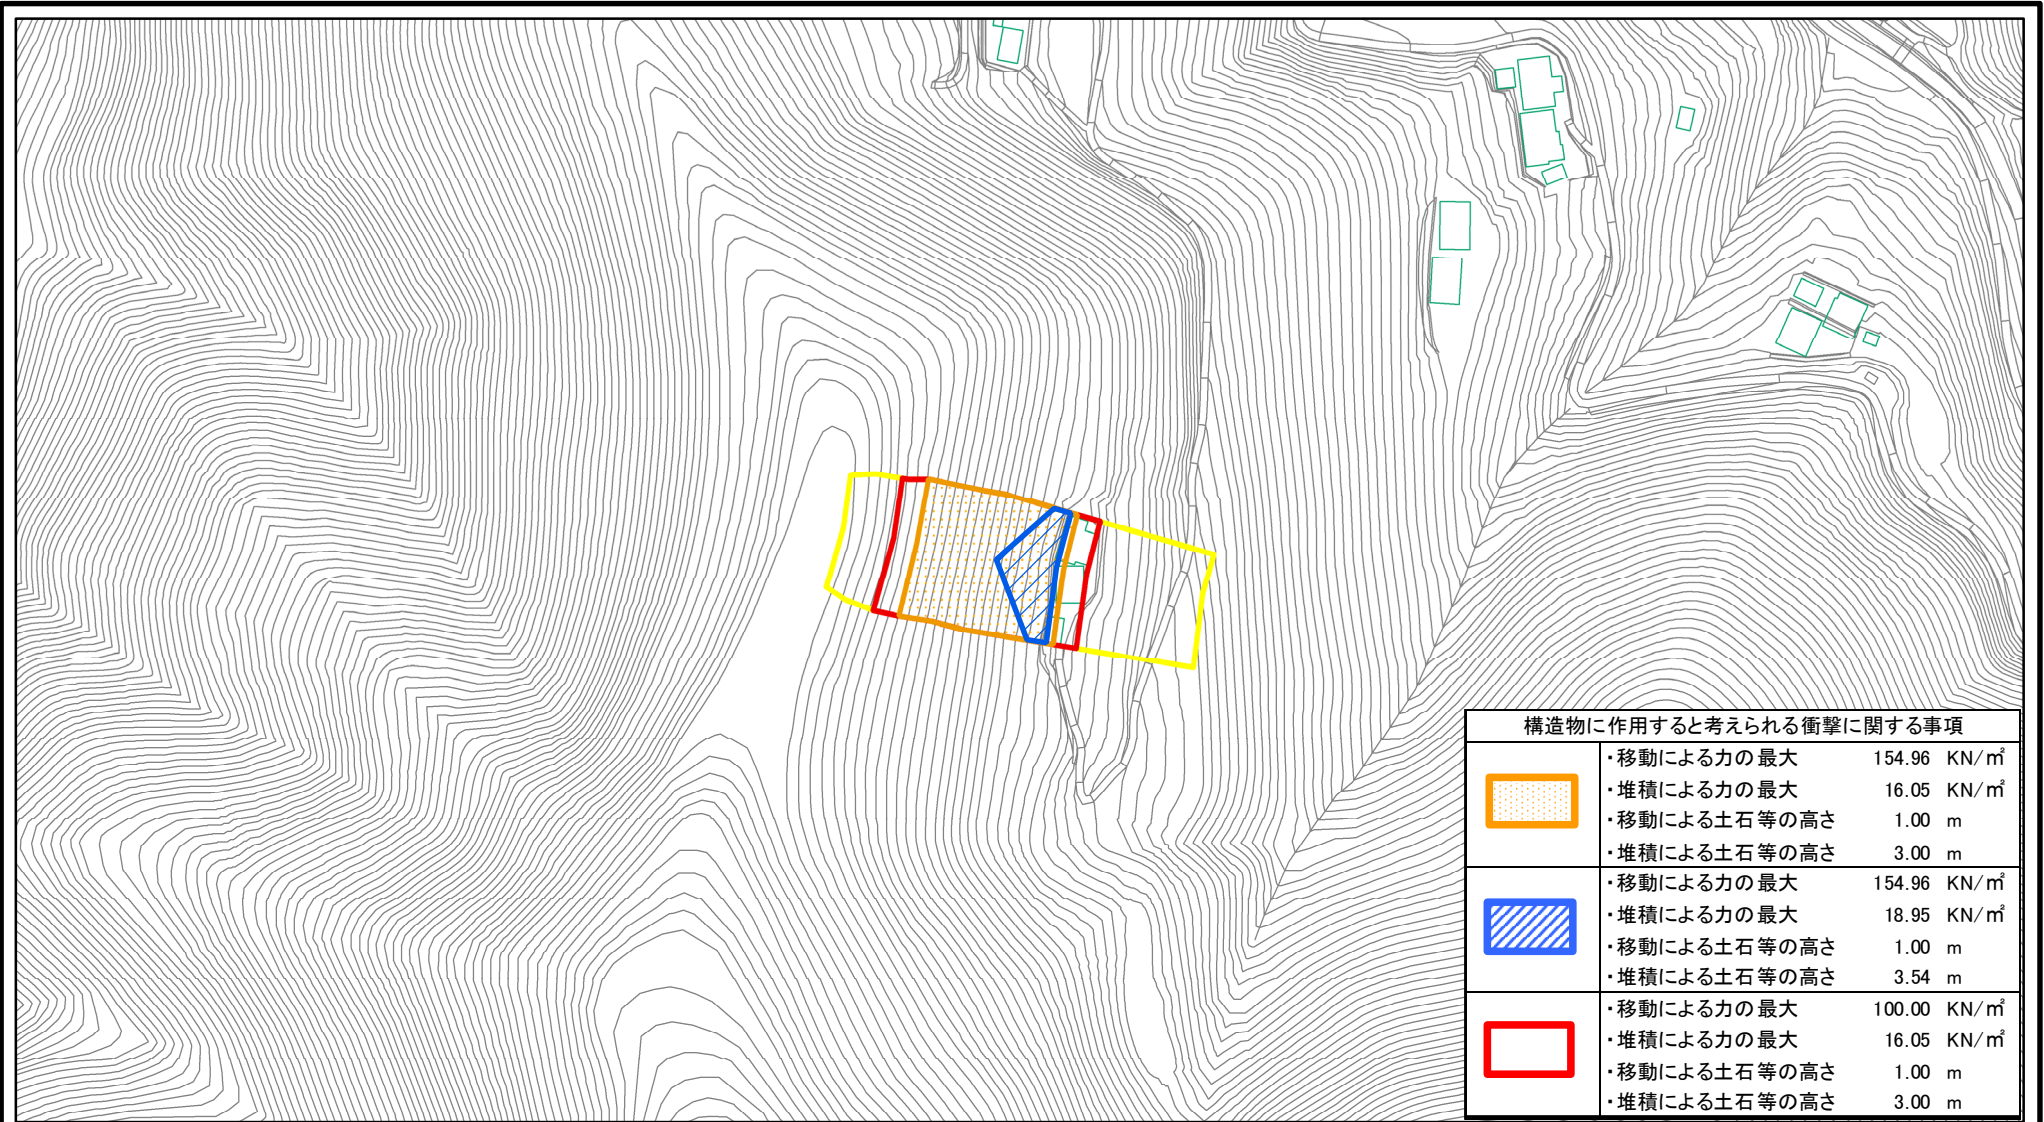 構造物に作用すると考えられる衝撃に関する事項
・移動による力の最大 154.96 KN/㎡
・堆積による力の最大 16.05 KN/㎡
・移動による土石等の高さ 1.00 m
・堆積による土石等の高さ 3.00 m
・移動による力の最大 154.96 KN/㎡
・堆積による力の最大 18.95 KN/㎡
・移動による土石等の高さ 1.00 m
・堆積による土石等の高さ 3.54 m
・移動による力の最大 100.00 KN/㎡
・堆積による力の最大 16.05 KN/㎡
・移動による土石等の高さ 1.00 m
・堆積による土石等の高さ 3.00 m